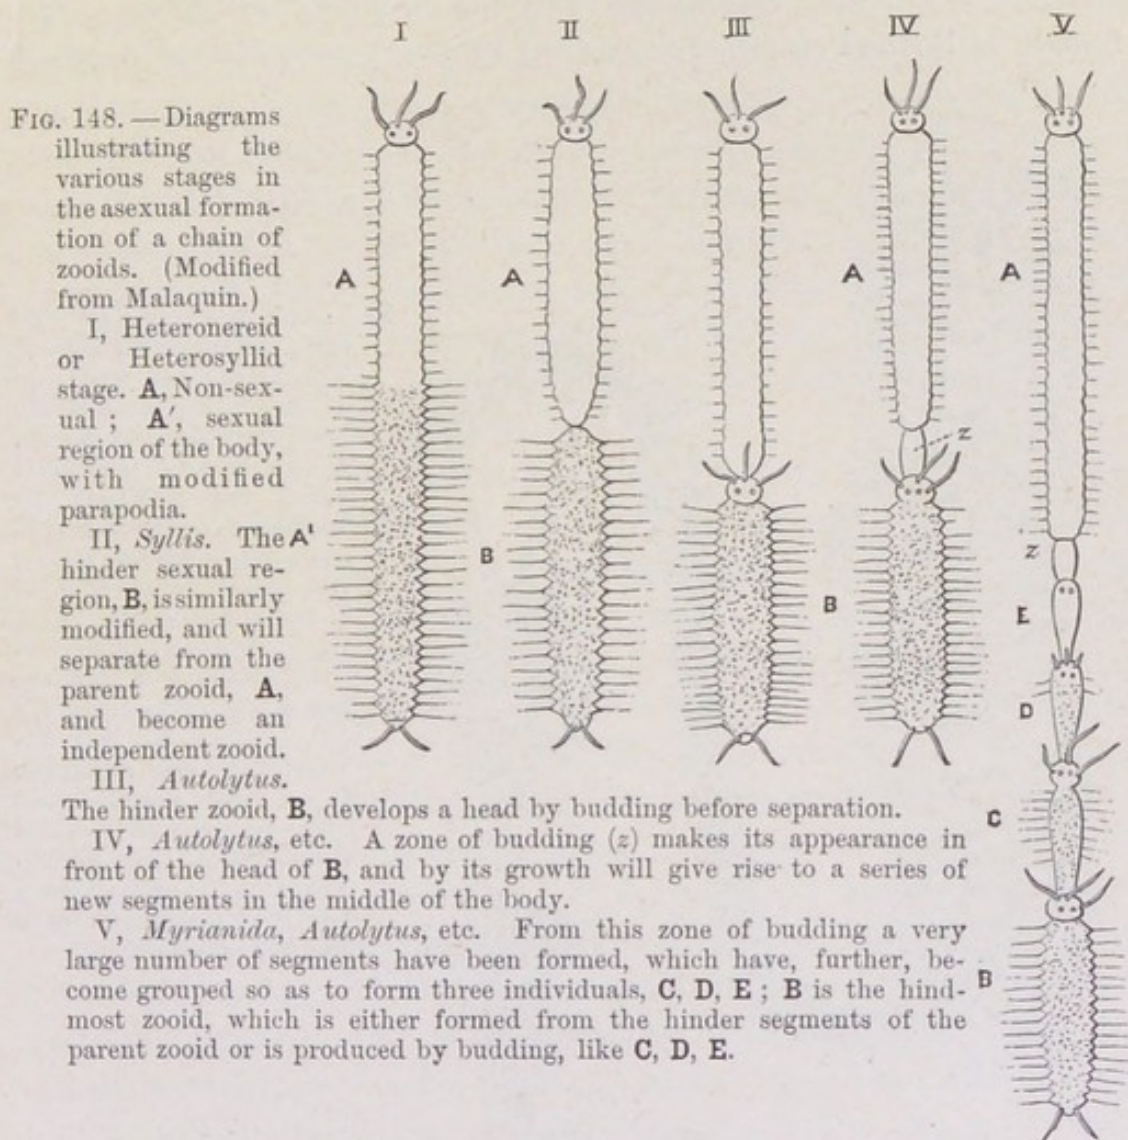 I II III IV V
FIG. 148. — Diagrams
illustrating the
various stages in
the asexual forma-
tion of a chain of
zooids. (Modified
from Malaquin.)
I, Heteronereid
or Heterosyllid
stage. A, Non-sex-
ual ; A′, sexual
region of the body,
with modified
parapodia.
II, Syllis. The
hinder sexual re-
gion, B, is similarly
modified, and will
separate from the
parent zooid, A,
and become an
independent zooid.
III, Autolytus.
The hinder zooid, B, develops a head by budding before separation.
IV, Autolytus, etc. A zone of budding (z) makes its appearance in
front of the head of B, and by its growth will give rise to a series of
new segments in the middle of the body.
V, Myrianida, Autolytus, etc. From this zone of budding a very
large number of segments have been formed, which have, further, be-
come grouped so as to form three individuals, C, D, E ; B is the hind-
most zooid, which is either formed from the hinder segments of the
parent zooid or is produced by budding, like C, D, E.
A
A'
A
B
A
B
z
A
z
E
D
C
B